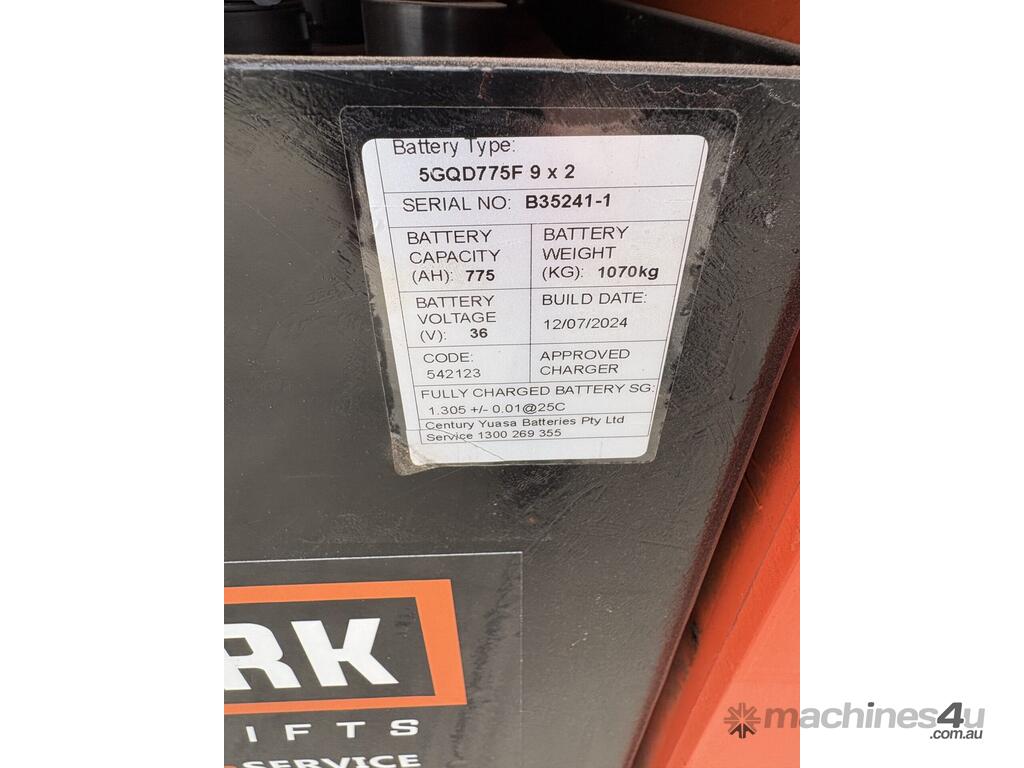 Battery Type:
5GQD775F 9 x 2
SERIAL NO: B35241-1
BATTERY
CAPACITY
(AH): 775
BATTERY
WEIGHT
(KG): 1070kg
BATTERY
VOLTAGE
(V): 36
BUILD DATE:
12/07/2024
CODE:
542123
APPROVED
CHARGER
FULLY CHARGED BATTERY SG:
1.305 +/- 0.01@25C
Century Yuasa Batteries Pty Ltd
Service 1300 269 355
RK
IFTS
SERVICE
machines4u
.com.au